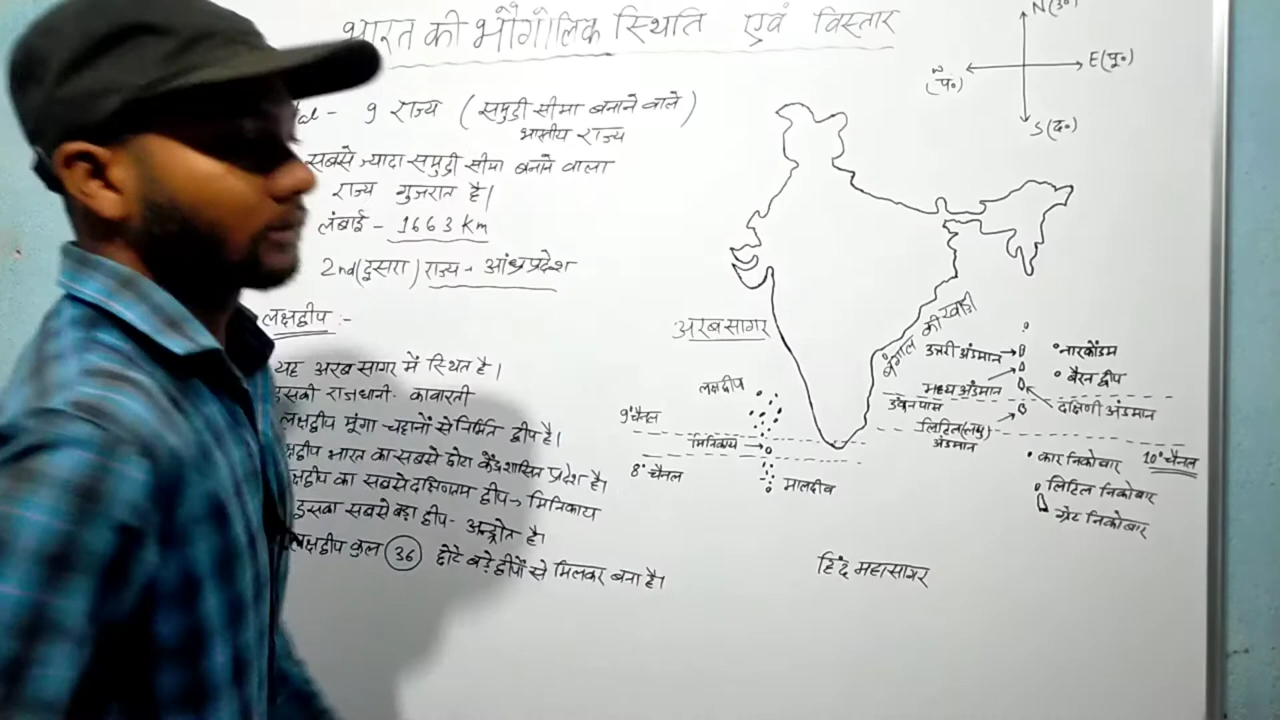 भारत की भौगोलिक स्थिति एवं विस्तार
9 राज्य ( समुद्री सीमा बनाने वाले )
भारतीय राज्य
सबसे ज्यादा समुद्री सीमा बनाने वाला
राज्य गुजरात है।
लंबाई - 1663 Km
2nd (दूसरा) राज्य - आंध्रप्रदेश
लक्षद्वीप :-
यह अरब सागर में स्थित है।
इसकी राजधानी- कावारती
लक्षद्वीप मूंगा चट्टानों से निर्मित द्वीप है।
लक्षद्वीप भारत का सबसे छोटा केंद्रशासित प्रदेश है।
लक्षद्वीप का सबसे दक्षिणतम द्वीप → मिनिकाय
इसका सबसे बड़ा द्वीप- अन्द्रोत है।
लक्षद्वीप कुल 36 छोटे बड़े द्वीपों से मिलकर बना है।
N (उ०)
W (प०)
E (पू०)
S (द०)
अरब सागर
बंगाल की खाड़ी
लक्षद्वीप
9° चैनल
मिनिकाय
8° चैनल
मालदीव
उत्तरी अंडमान
मध्य अंडमान
डंकन पास
लिटिल (लघु)
अंडमान
नारकोंडम
बैरन द्वीप
दक्षिणी अंडमान
कार निकोबार
10° चैनल
लिटिल निकोबार
ग्रेट निकोबार
हिंद महासागर